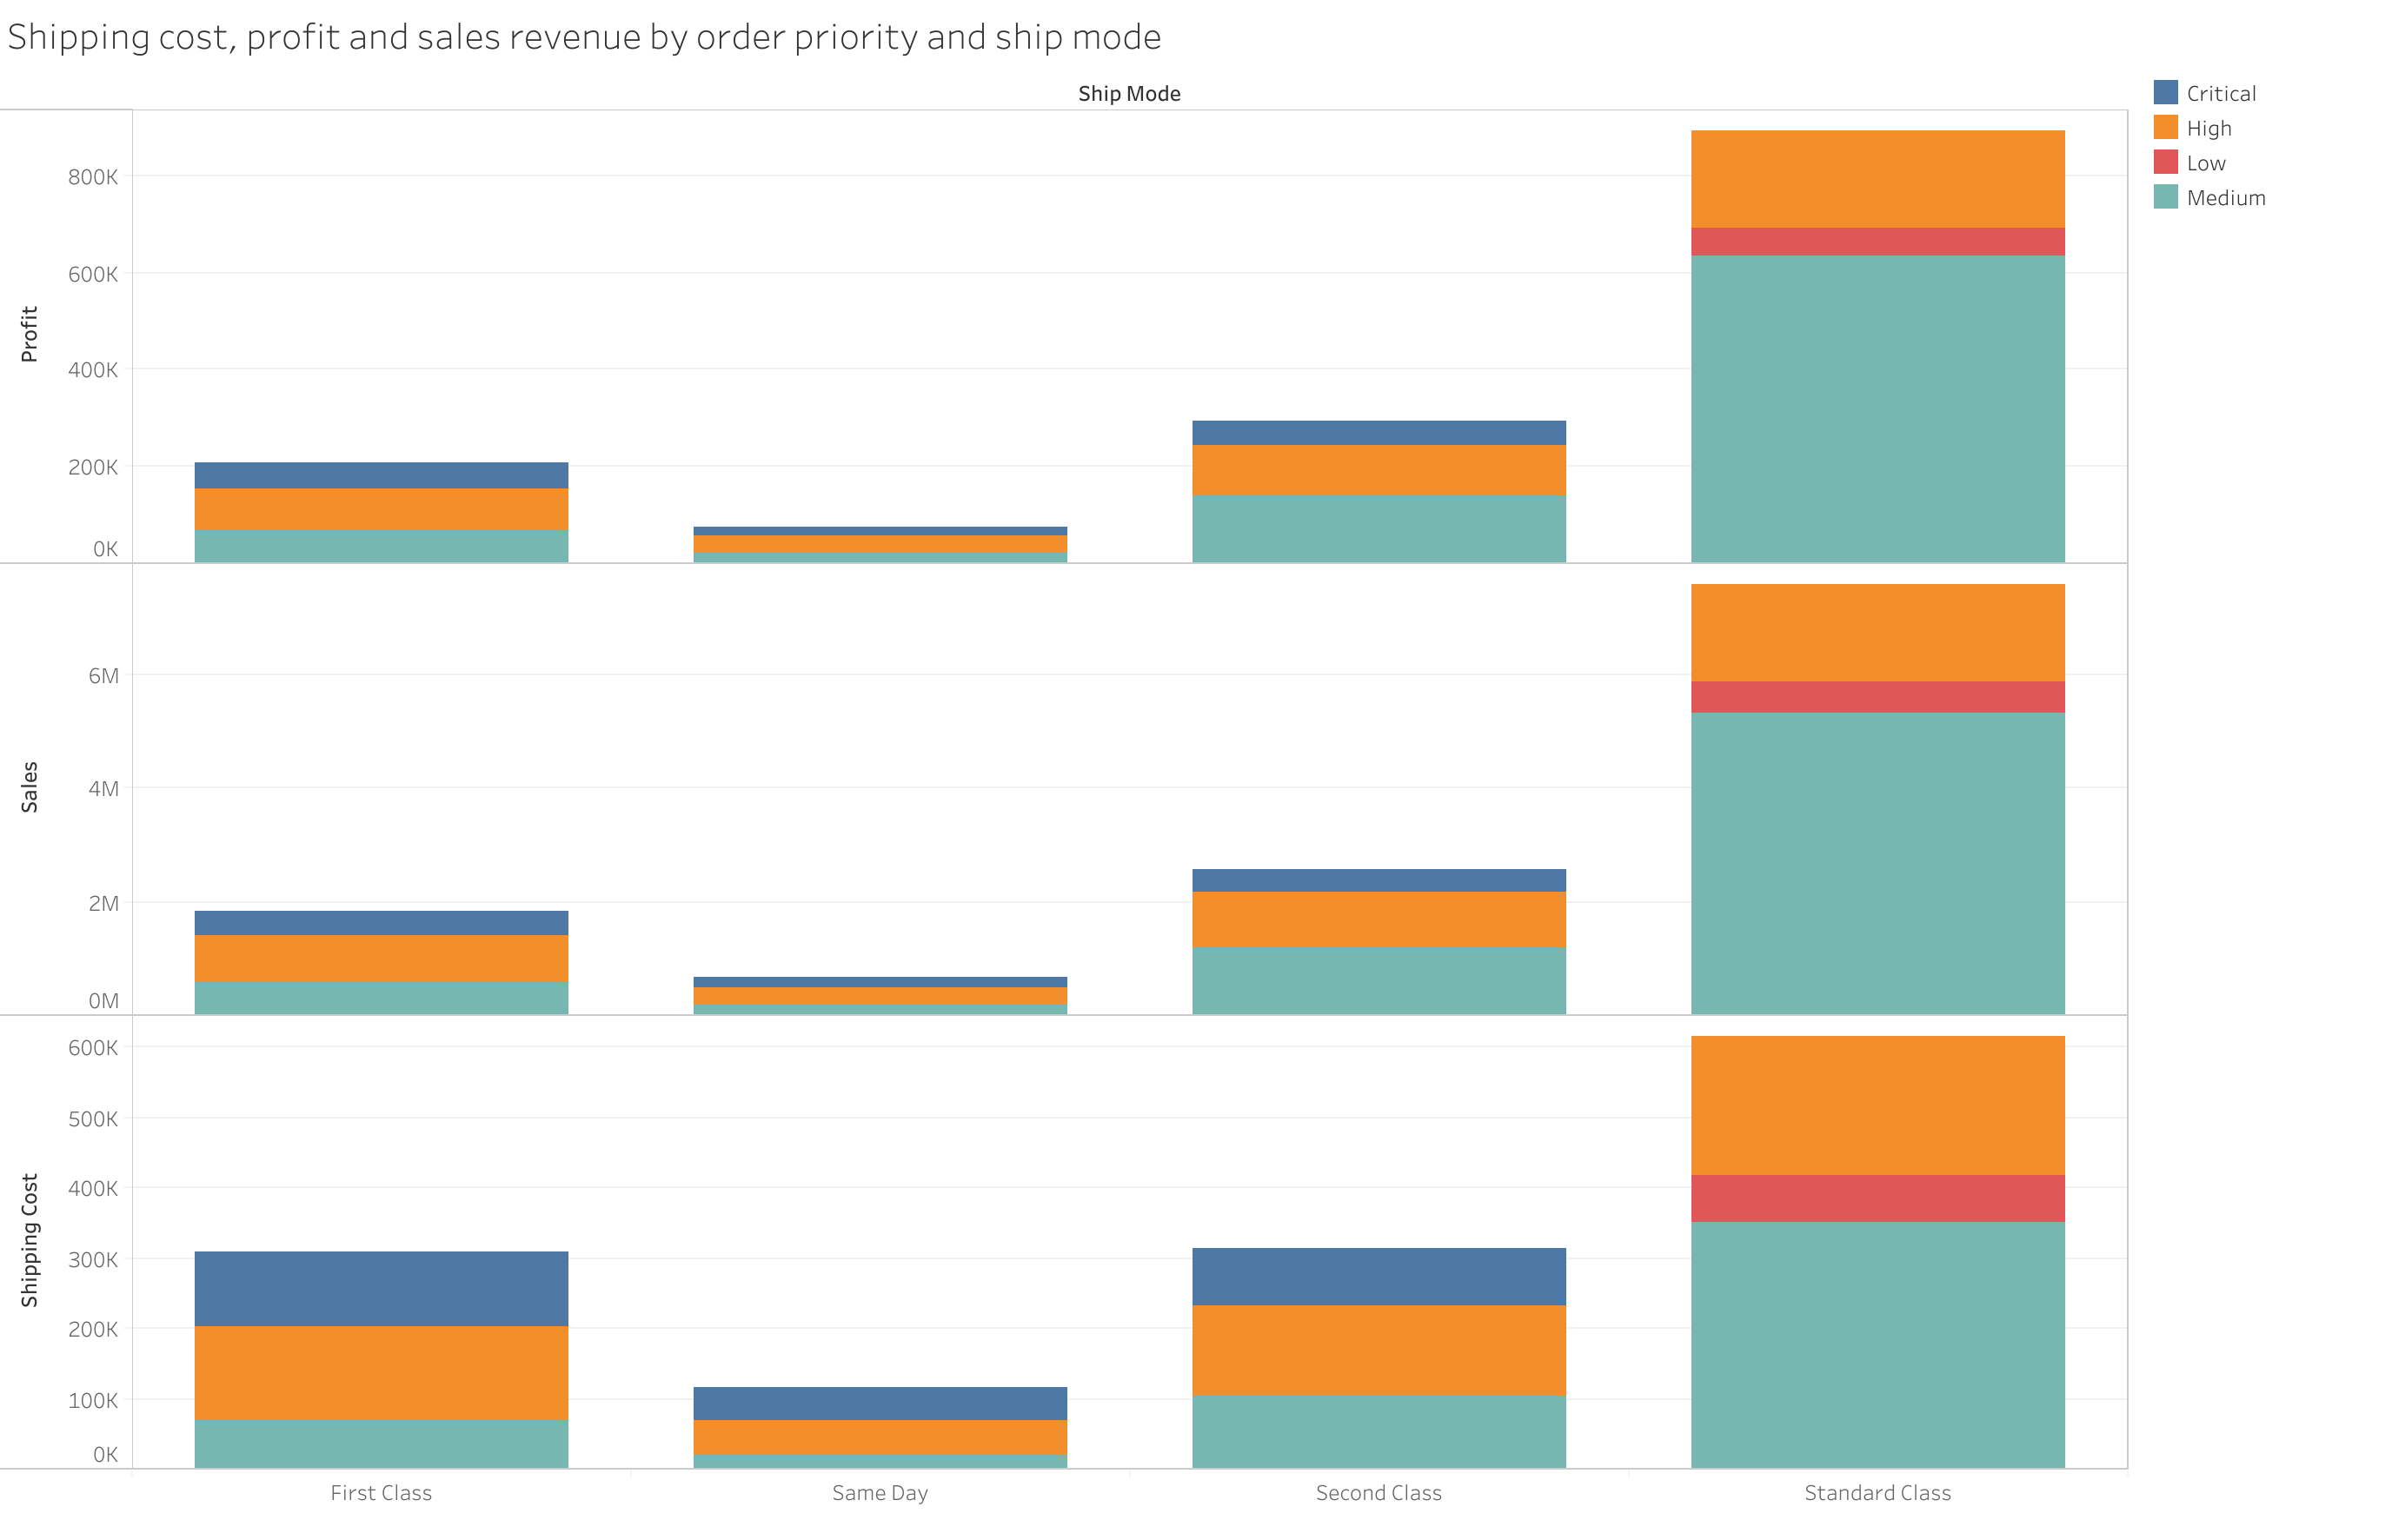 Shipping cost, profit and sales revenue by order priority and ship mode
Ship Mode
Critical
High
Low
Medium
Profit
800K
600K
400K
200K
0K
Sales
6M
4M
2M
0M
Shipping Cost
600K
500K
400K
300K
200K
100K
0K
First Class
Same Day
Second Class
Standard Class